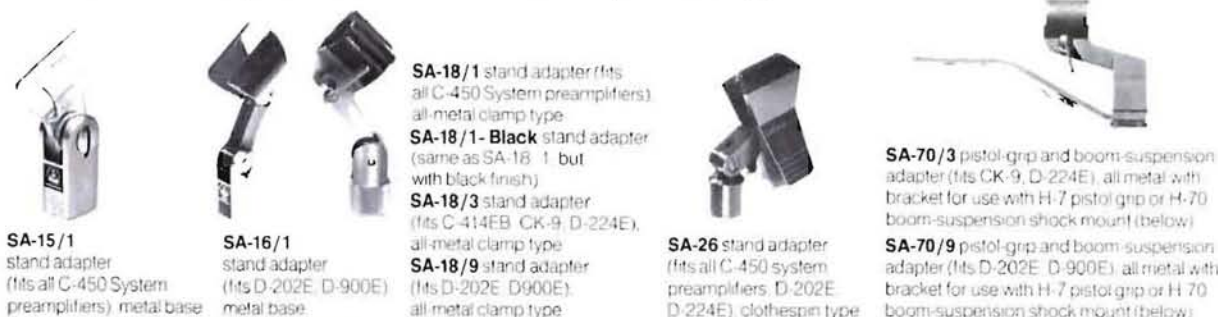 SA-15/1
stand adapter
(fits all C-450 System
preamplifiers) metal base
SA-16/1
stand adapter
(fits D-202E, D-900E)
metal base
SA-18/1 stand adapter (fits
all C-450 System preamplifiers)
all-metal clamp type
SA-18/1-Black stand adapter
(same as SA-18 1 but
with black finish)
SA-18/3 stand adapter
(fits C-414EB, CK-9, D-224E),
all-metal clamp type
SA-18/9 stand adapter
(fits D-202E, D900E),
all-metal clamp type
SA-26 stand adapter
(fits all C-450 system
preamplifiers, D-202E,
D-224E), clothespin type
SA-70/3 pistol-grip and boom-suspension
adapter (fits CK-9, D-224E), all metal with
bracket for use with H-7 pistol grip or H-70
boom-suspension shock mount (below)
SA-70/9 pistol-grip and boom-suspension
adapter (fits D-202E, D-900E), all metal with
bracket for use with H-7 pistol grip or H-70
boom-suspension shock mount (below)